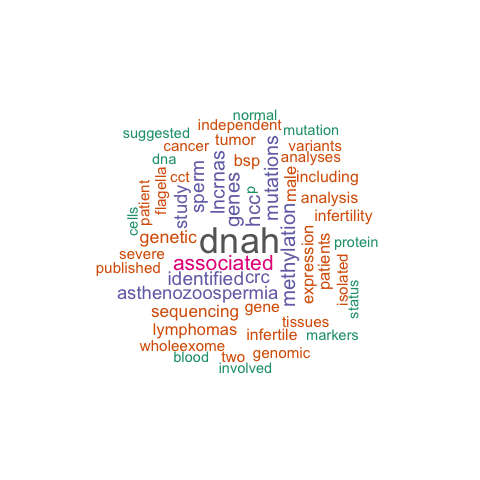 normal
independent
suggested
mutation
tumor
cancer
variants
dna
bsp
analyses
cct
including
flagella
sperm
lncrnas
genes
p
hcc
mutations
male
patient
study
analysis
cells
infertility
genetic
dnah
methylation
expression
patients
protein
severe
associated
published
identified
crc
isolated
status
asthenozoospermia
sequencing
gene
tissues
lymphomas
infertile
markers
wholeexome
blood
two
genomic
involved